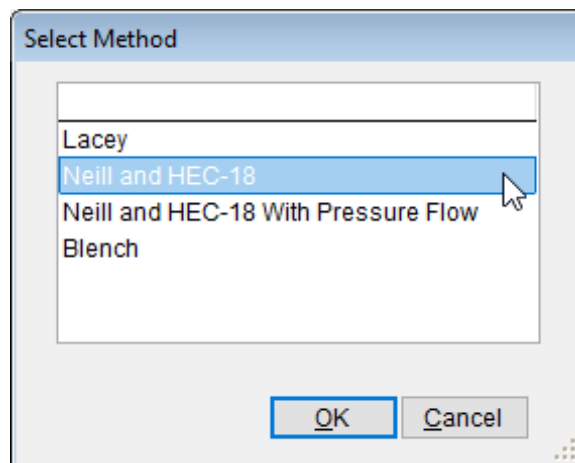 Select Method
Lacey
Neill and HEC-18
Neill and HEC-18 With Pressure Flow
Blench
OK Cancel